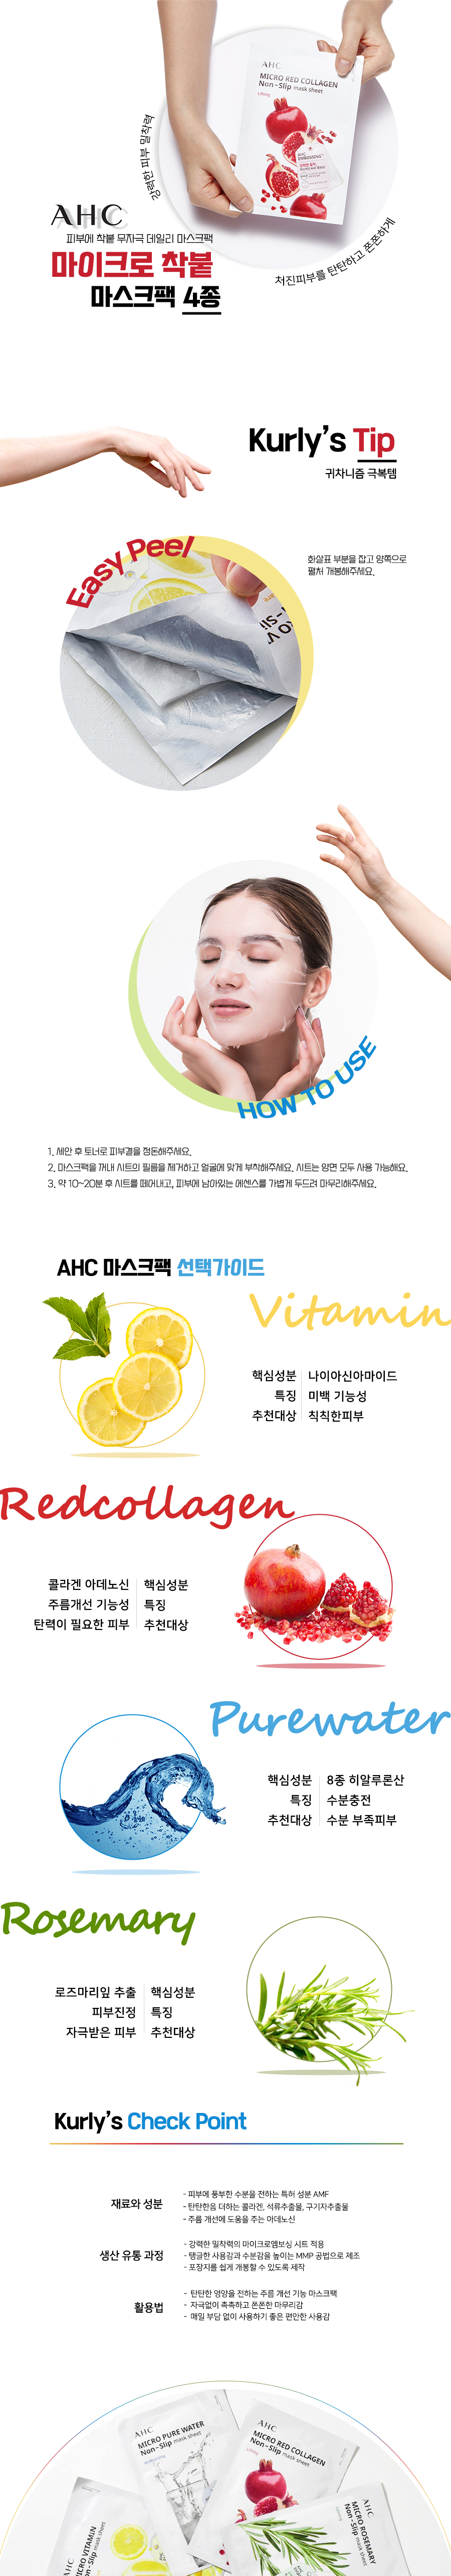 AHC
MICRO RED COLLAGEN
Non-Slip mask sheet
Lifting
AHC
EMBOSSING
강력한 피부 밀착력
처진피부를 탄탄하고 쫀쫀하게
AHC
피부에 착붙 무자극 데일리 마스크팩
마이크로 착붙
마스크팩 4종
Kurly's Tip
귀차니즘 극복템
Easy Peel
화살표 부분을 잡고 양쪽으로
펼처 개봉해주세요.
HOW TO USE
1. 세안 후 토너로 피부결을 정돈해주세요.
2. 마스크팩을 꺼내 시트의 필름을 제거하고 얼굴에 맞게 부착해주세요. 시트는 양면 모두 사용 가능해요.
3. 약 10~20분 후 시트를 떼어내고, 피부에 남아있는 에센스를 가볍게 두드려 마무리해주세요.
AHC 마스크팩 선택가이드
Vitamin
핵심성분 나이아신아마이드
특징 미백 기능성
추천대상 칙칙한피부
Redcollagen
콜라겐 아데노신 핵심성분
주름개선 기능성 특징
탄력이 필요한 피부 추천대상
Purewater
핵심성분 8종 히알루론산
특징 수분충전
추천대상 수분 부족피부
Rosemary
로즈마리잎 추출 핵심성분
피부진정 특징
자극받은 피부 추천대상
Kurly's Check Point
재료와 성분
- 피부에 풍부한 수분을 전하는 특허 성분 AMF
- 탄탄한음 더하는 콜라겐, 석류추출물, 구기자추출물
- 주름 개선에 도움을 주는 아데노신
생산 유통 과정
- 강력한 밀착력의 마이크로엠보싱 시트 적용
- 탱글한 사용감과 수분감을 높이는 MMP 공법으로 제조
- 포장지를 쉽게 개봉할 수 있도록 제작
활용법
- 탄탄한 영양을 전하는 주름 개선 기능 마스크팩
- 자극없이 촉촉하고 쫀쫀한 마무리감
- 매일 부담 없이 사용하기 좋은 편안한 사용감
AHC
MICRO PURE WATER
Non-Slip mask sheet
AHC
MICRO RED COLLAGEN
Non-Slip mask sheet
Lifting
AHC
MICRO VITAMIN
Non-Slip mask sheet
AHC
MICRO ROSEMARY
Non-Slip mask sheet